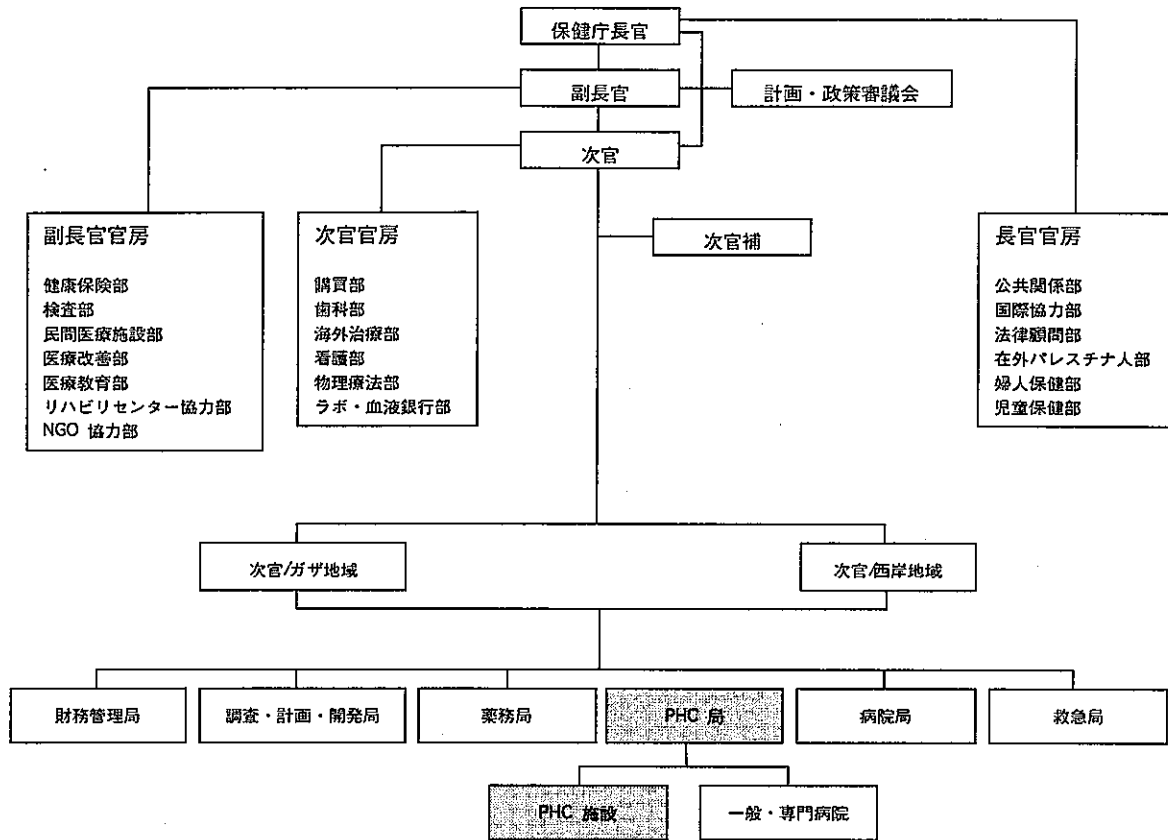 保健庁長官
副長官
計画・政策審議会
次官
副長官官房
健康保険部
検査部
民間医療施設部
医療改善部
医療教育部
リハビリセンター協力部
NGO 協力部
次官官房
購買部
歯科部
海外治療部
看護部
物理療法部
ラボ・血液銀行部
次官補
長官官房
公共関係部
国際協力部
法律顧問部
在外パレスチナ人部
婦人保健部
児童保健部
次官/ガザ地域
次官/西岸地域
財務管理局
調査・計画・開発局
薬務局
PHC 局
病院局
救急局
PHC 施設
一般・専門病院